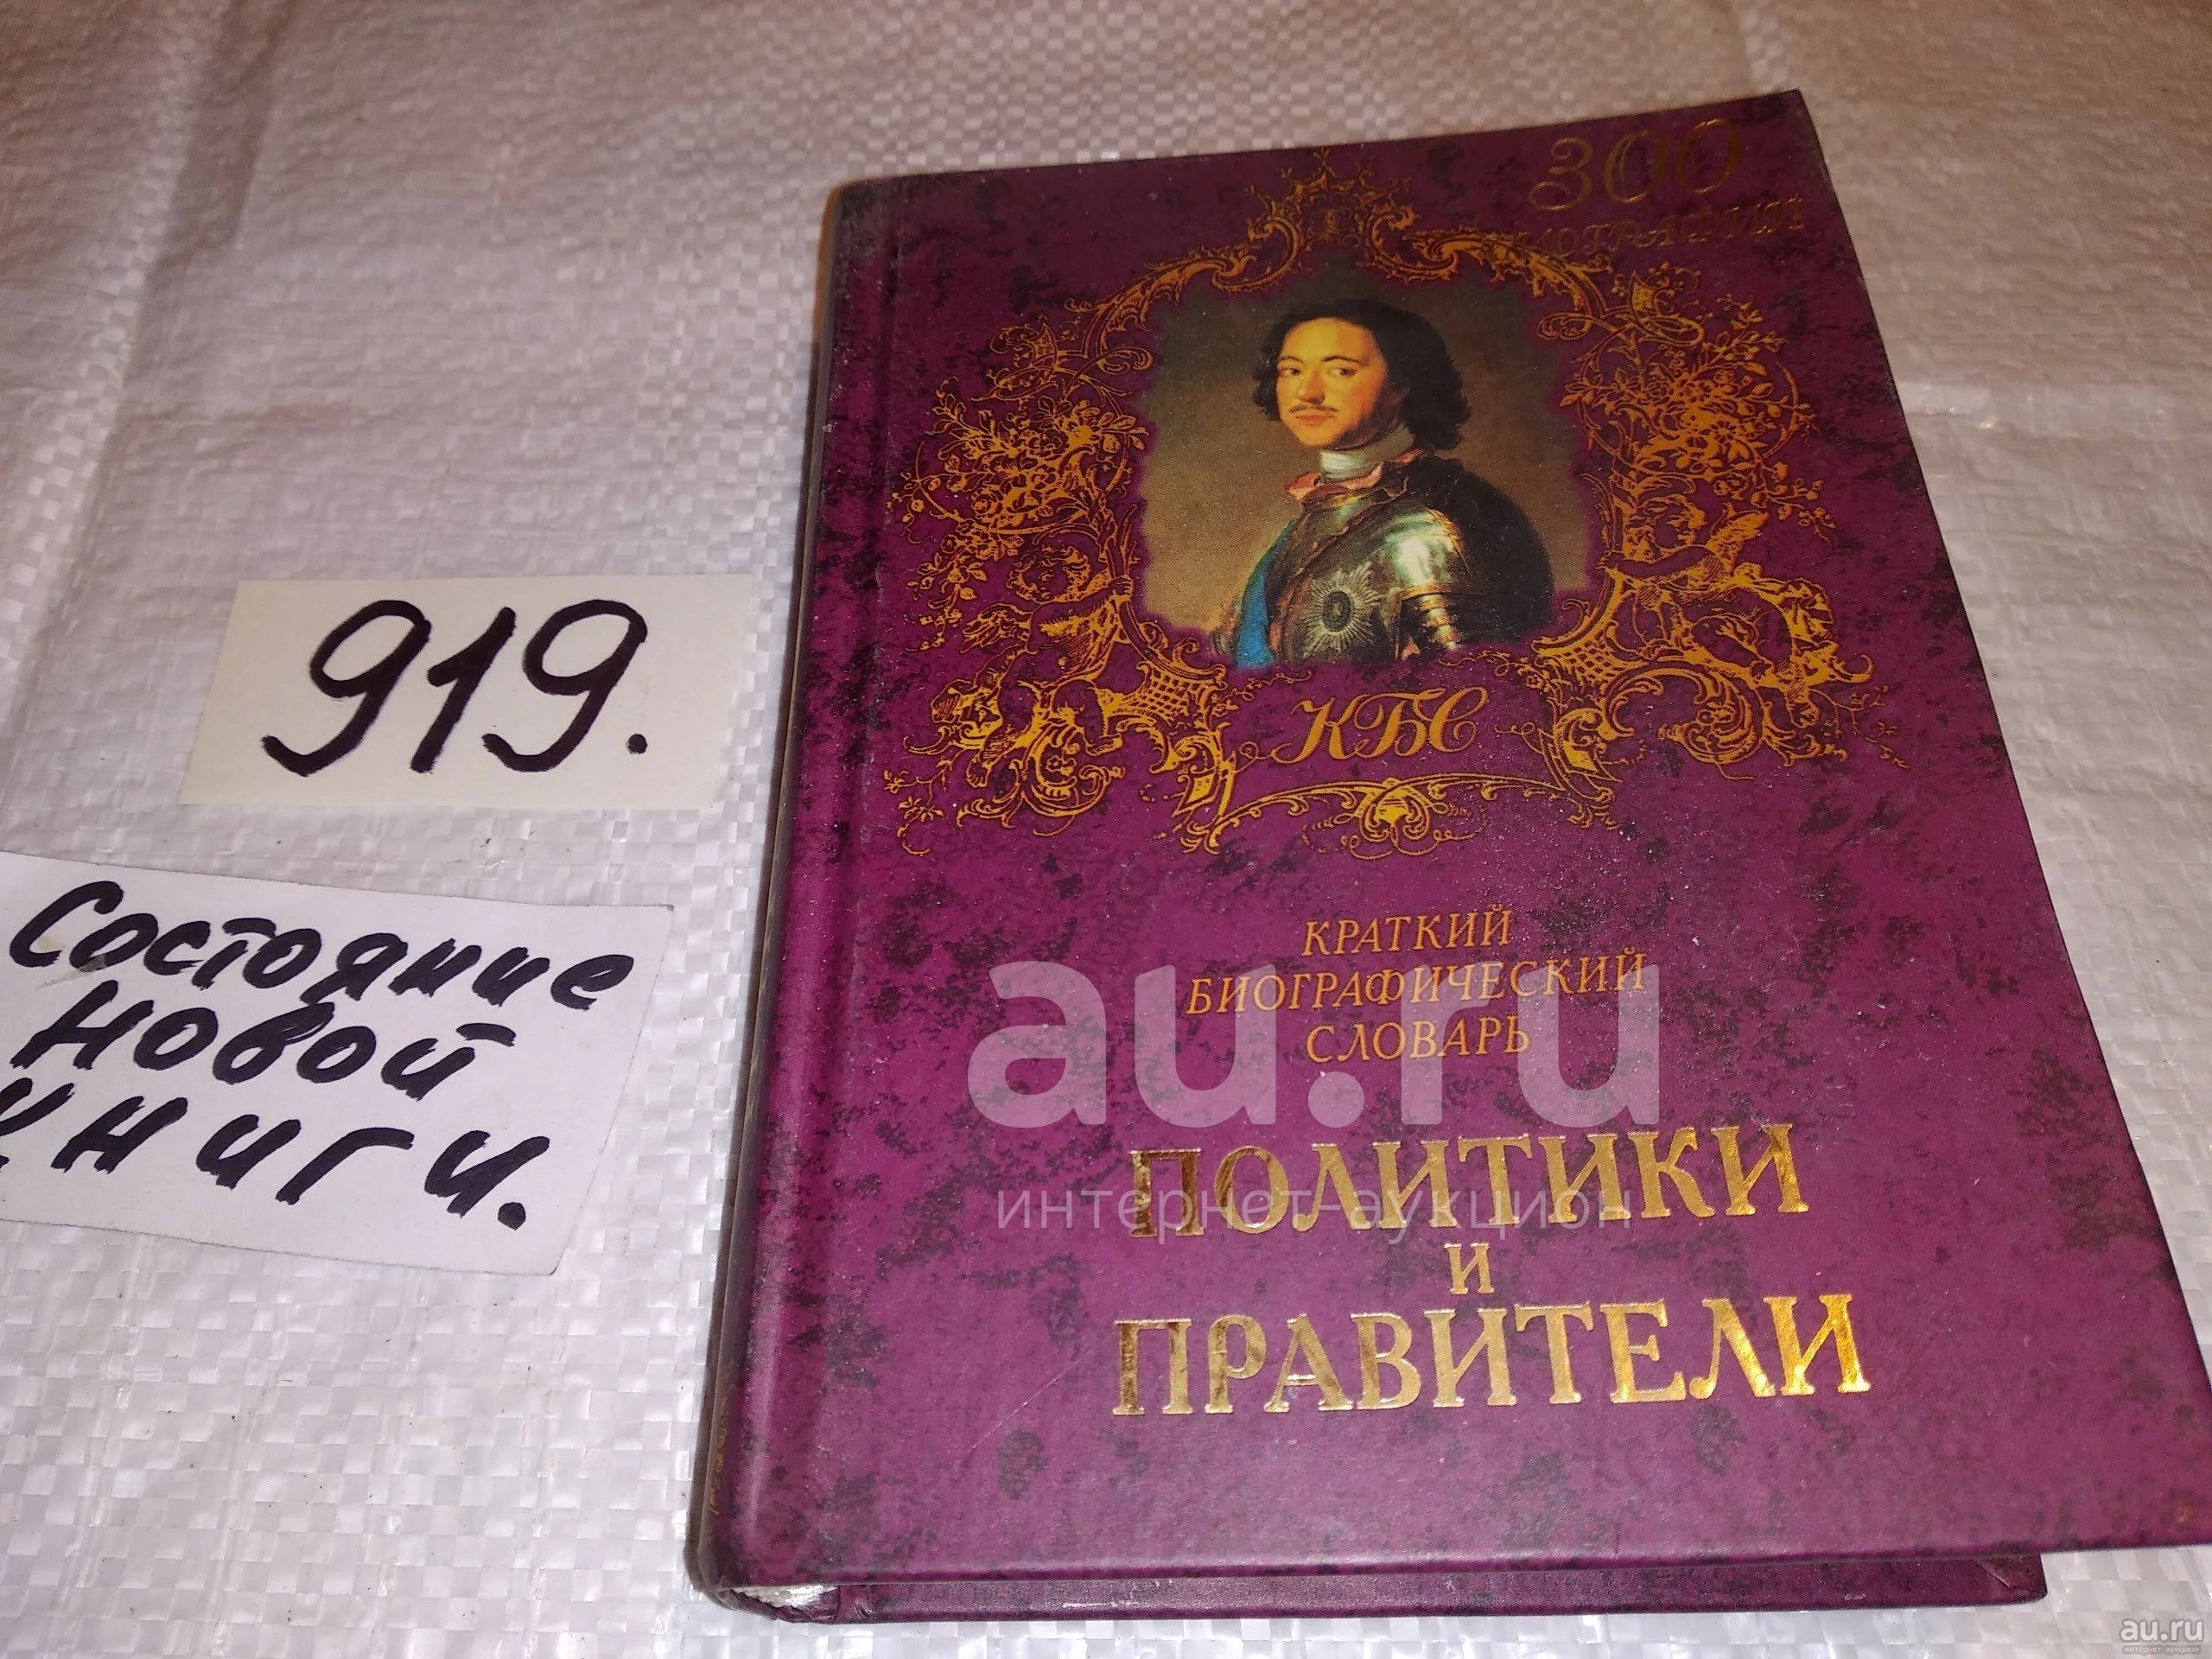 919.
Состояние
новой
книги.
300
БИОГРАФИЙ
КБС
КРАТКИЙ
БИОГРАФИЧЕСКИЙ
СЛОВАРЬ
au.ru
интернет-аукцион
ПОЛИТИКИ
И
ПРАВИТЕЛИ
au.ru
интернет-аукцион